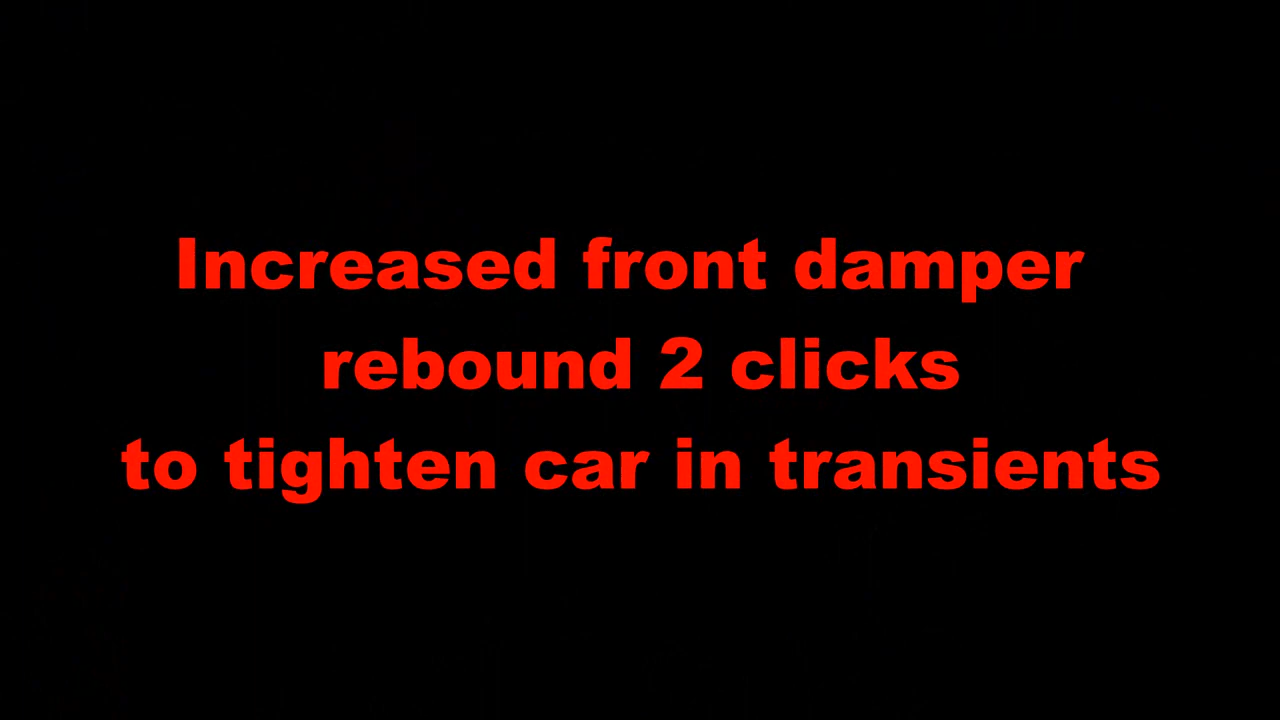 Increased front damper
rebound 2 clicks
to tighten car in transients